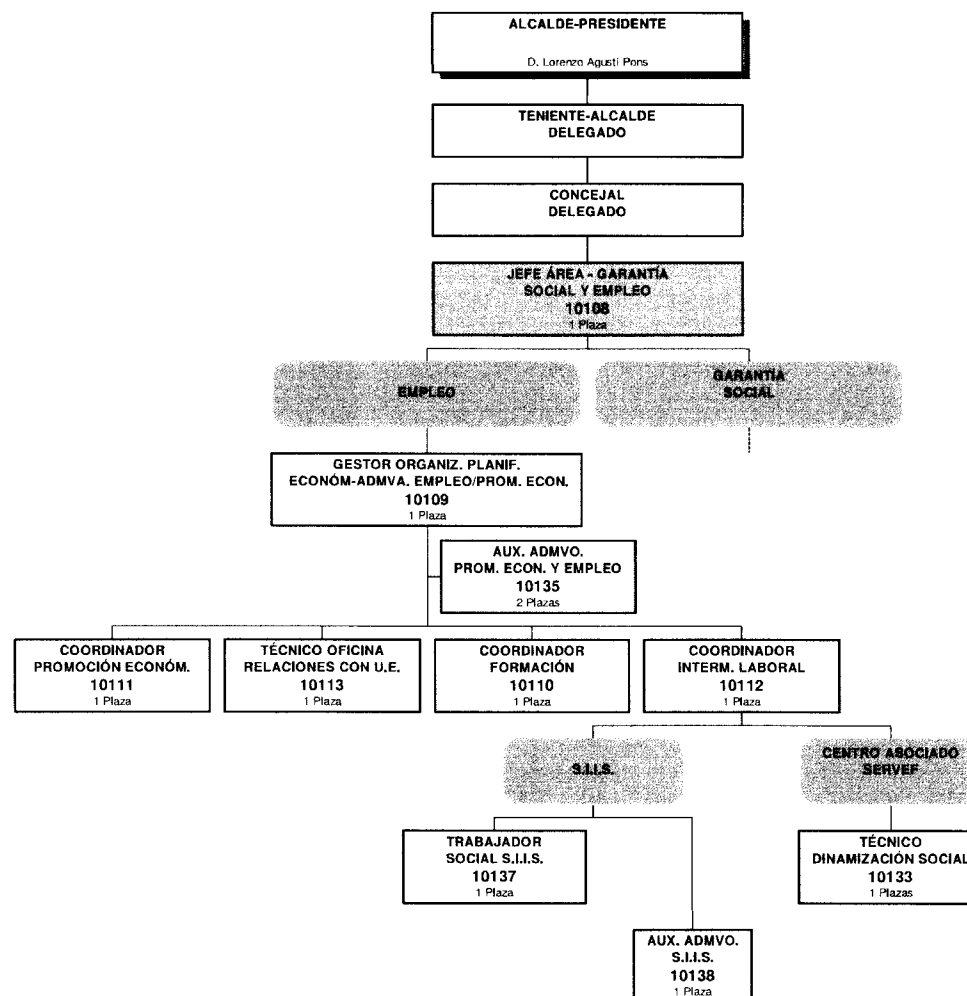 ALCALDE-PRESIDENTE
D. Lorenzo Agustí Pons
TENIENTE-ALCALDE
DELEGADO
CONCEJAL
DELEGADO
JEFE ÁREA - GARANTÍA
SOCIAL Y EMPLEO
10108
1 Plaza
EMPLEO
GARANTÍA
SOCIAL
GESTOR ORGANIZ. PLANIF.
ECONÓM-ADMVA. EMPLEO/PROM. ECON.
10109
1 Plaza
AUX. ADMVO.
PROM. ECON. Y EMPLEO
10135
2 Plazas
COORDINADOR
PROMOCIÓN ECONÓM.
10111
1 Plaza
TÉCNICO OFICINA
RELACIONES CON U.E.
10113
1 Plaza
COORDINADOR
FORMACIÓN
10110
1 Plaza
COORDINADOR
INTERM. LABORAL
10112
1 Plaza
S.I.I.S.
CENTRO ASOCIADO
SERVEF
TRABAJADOR
SOCIAL S.I.I.S.
10137
1 Plaza
TÉCNICO
DINAMIZACIÓN SOCIAL
10133
1 Plazas
AUX. ADMVO.
S.I.I.S.
10138
1 Plaza